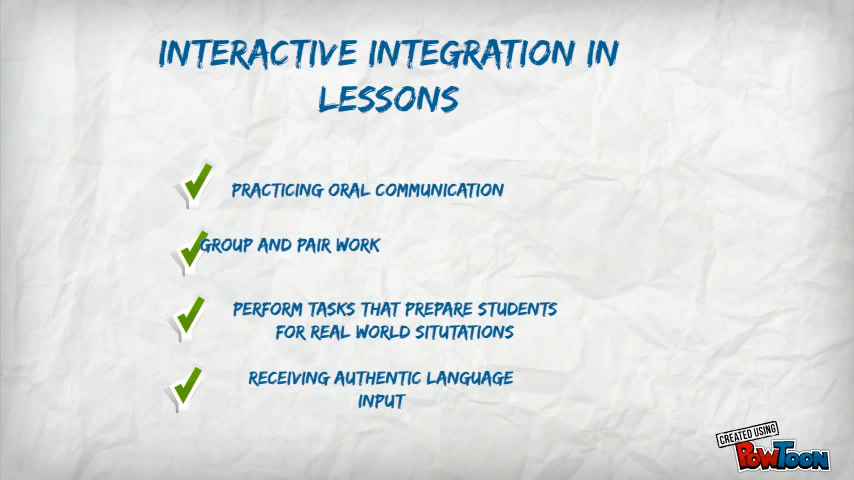 INTERACTIVE INTEGRATION IN
LESSONS
PRACTICING ORAL COMMUNICATION
GROUP AND PAIR WORK
PERFORM TASKS THAT PREPARE STUDENTS
FOR REAL WORLD SITUTATIONS
RECEIVING AUTHENTIC LANGUAGE
INPUT
CREATED USING
POWTOON